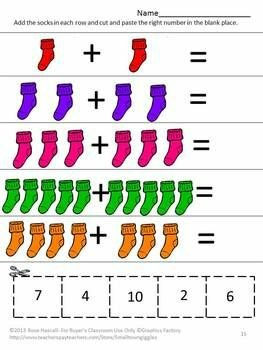 Name
Add the socks in each row and cut and paste the right number in the blank place.
+ =
+ =
+ =
+ =
+ =
7 4 10 2 6
©2013 Rose Hascall- For Buyer's Classroom Use Only ©Graphics Factory
www.teacherspayteachers.com/Store/Smalltowngiggles
15